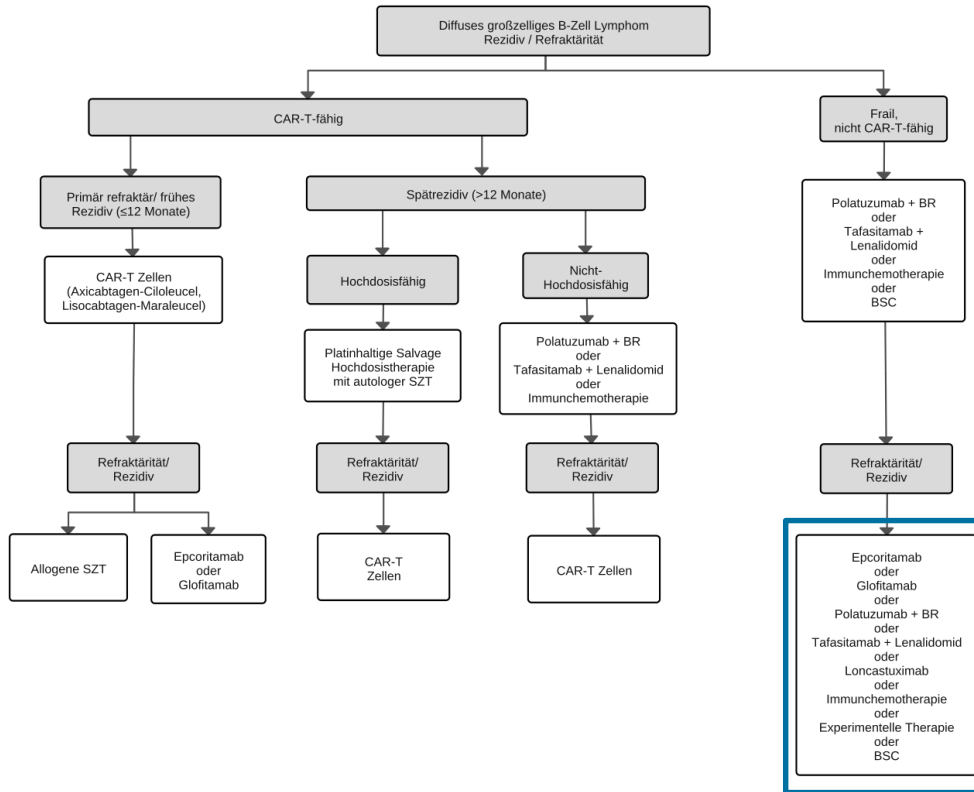 Diffuses großzelliges B-Zell Lymphom
Rezidiv / Refraktärität
CAR-T-fähig
Frail,
nicht CAR-T-fähig
Primär refraktär/ frühes
Rezidiv (≤12 Monate)
Spätrezidiv (>12 Monate)
CAR-T Zellen
(Axicabtagen-Ciloleucel,
Lisocabtagen-Maraleucel)
Hochdosisfähig
Nicht-
Hochdosisfähig
Polatuzumab + BR
oder
Tafasitamab +
Lenalidomid
oder
Immunchemotherapie
oder
BSC
Platinhaltige Salvage
Hochdosistherapie
mit autologer SZT
Polatuzumab + BR
oder
Tafasitamab + Lenalidomid
oder
Immunchemotherapie
Refraktärität/
Rezidiv
Refraktärität/
Rezidiv
Refraktärität/
Rezidiv
Refraktärität/
Rezidiv
Allogene SZT
Epcoritamab
oder
Glofitamab
CAR-T
Zellen
CAR-T Zellen
Epcoritamab
oder
Glofitamab
oder
Polatuzumab + BR
oder
Tafasitamab + Lenalidomid
oder
Loncastuximab
oder
Immunchemotherapie
oder
Experimentelle Therapie
oder
BSC